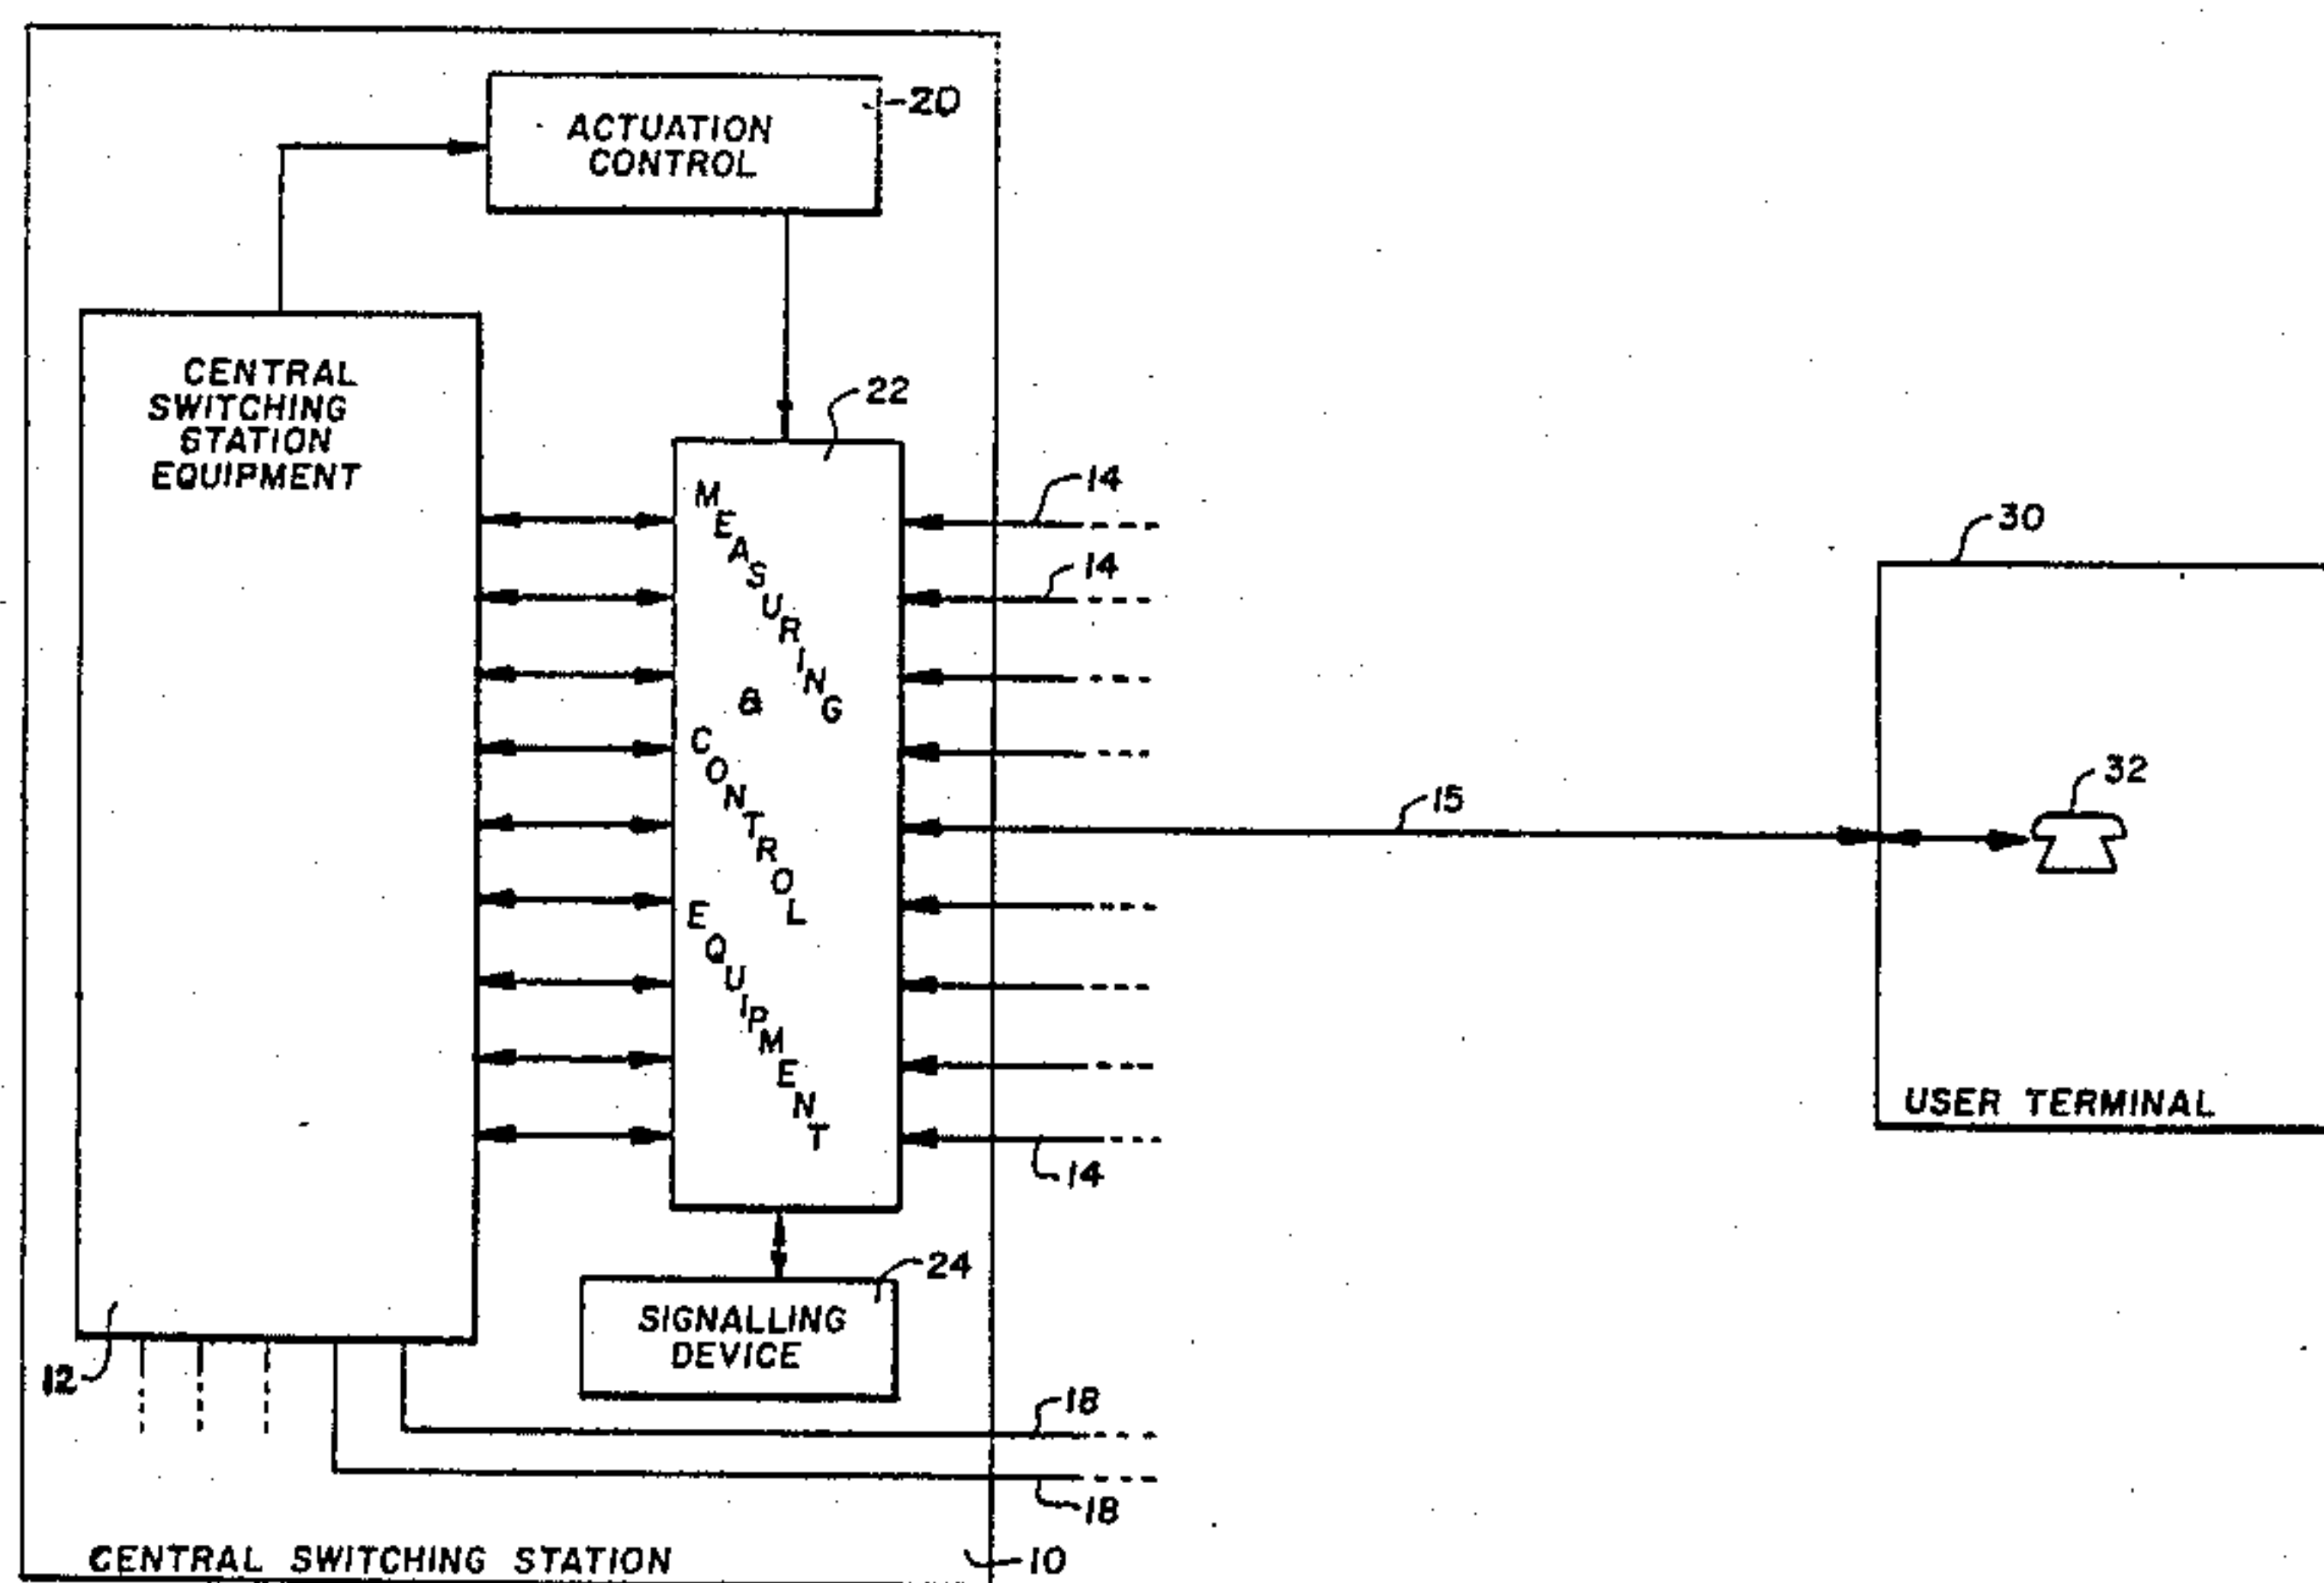 20
ACTUATION
CONTROL
22
CENTRAL
SWITCHING
STATION
EQUIPMENT
MEASURING
&
CONTROL
EQUIPMENT
14
14
30
15
32
USER TERMINAL
14
24
SIGNALLING
DEVICE
12
18
18
CENTRAL SWITCHING STATION
10